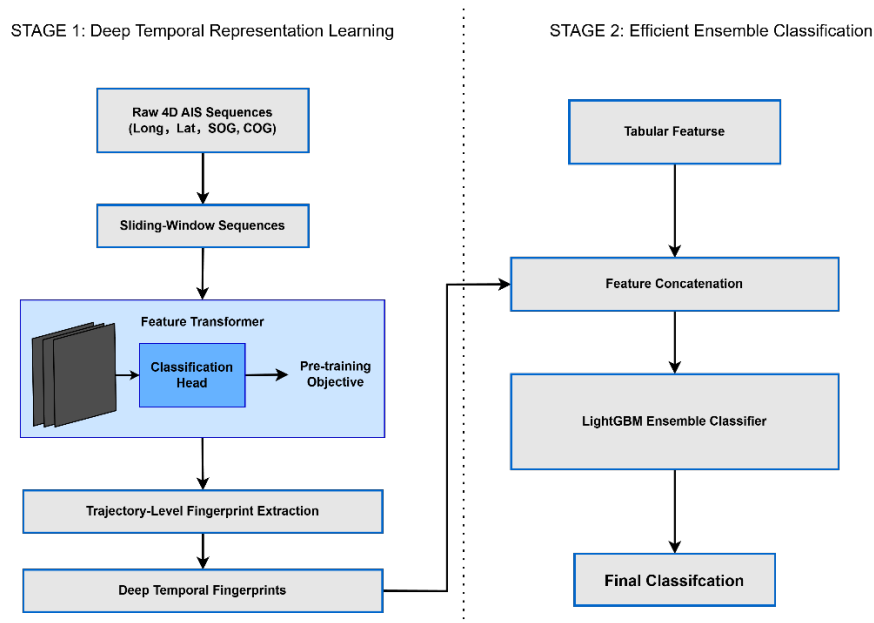 STAGE 1: Deep Temporal Representation Learning
Raw 4D AIS Sequences
(Long，Lat，SOG, COG)
Sliding-Window Sequences
Feature Transformer
Classification
Head
Pre-training
Objective
Trajectory-Level Fingerprint Extraction
Deep Temporal Fingerprints
STAGE 2: Efficient Ensemble Classification
Tabular Featurse
Feature Concatenation
LightGBM Ensemble Classifier
Final Classifcation